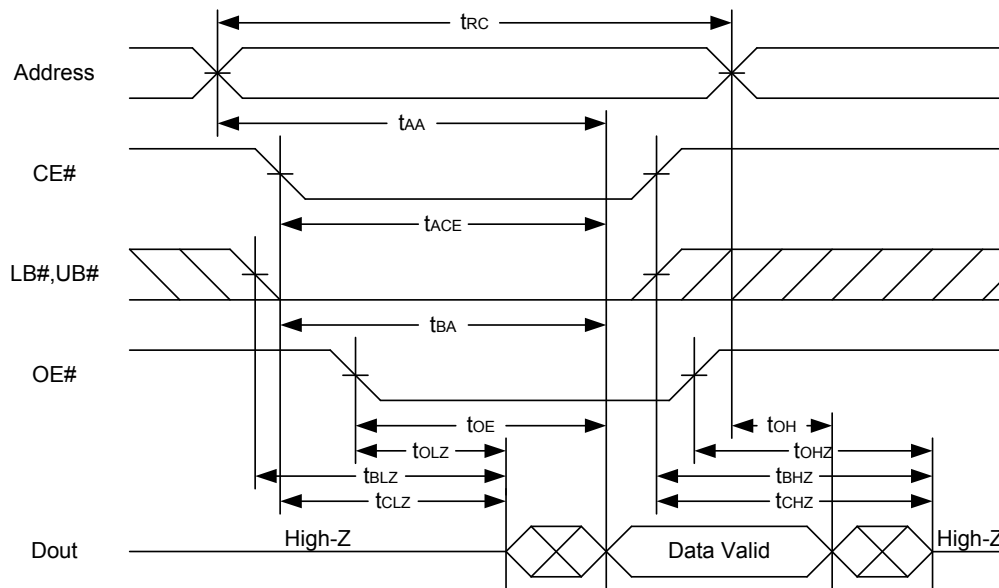 tRC
Address
tAA
CE#
tACE
LB#,UB#
tBA
OE#
tOE
tOH
tOLZ
tOHZ
tBLZ
tBHZ
tCLZ
tCHZ
High-Z
High-Z
Dout
Data Valid